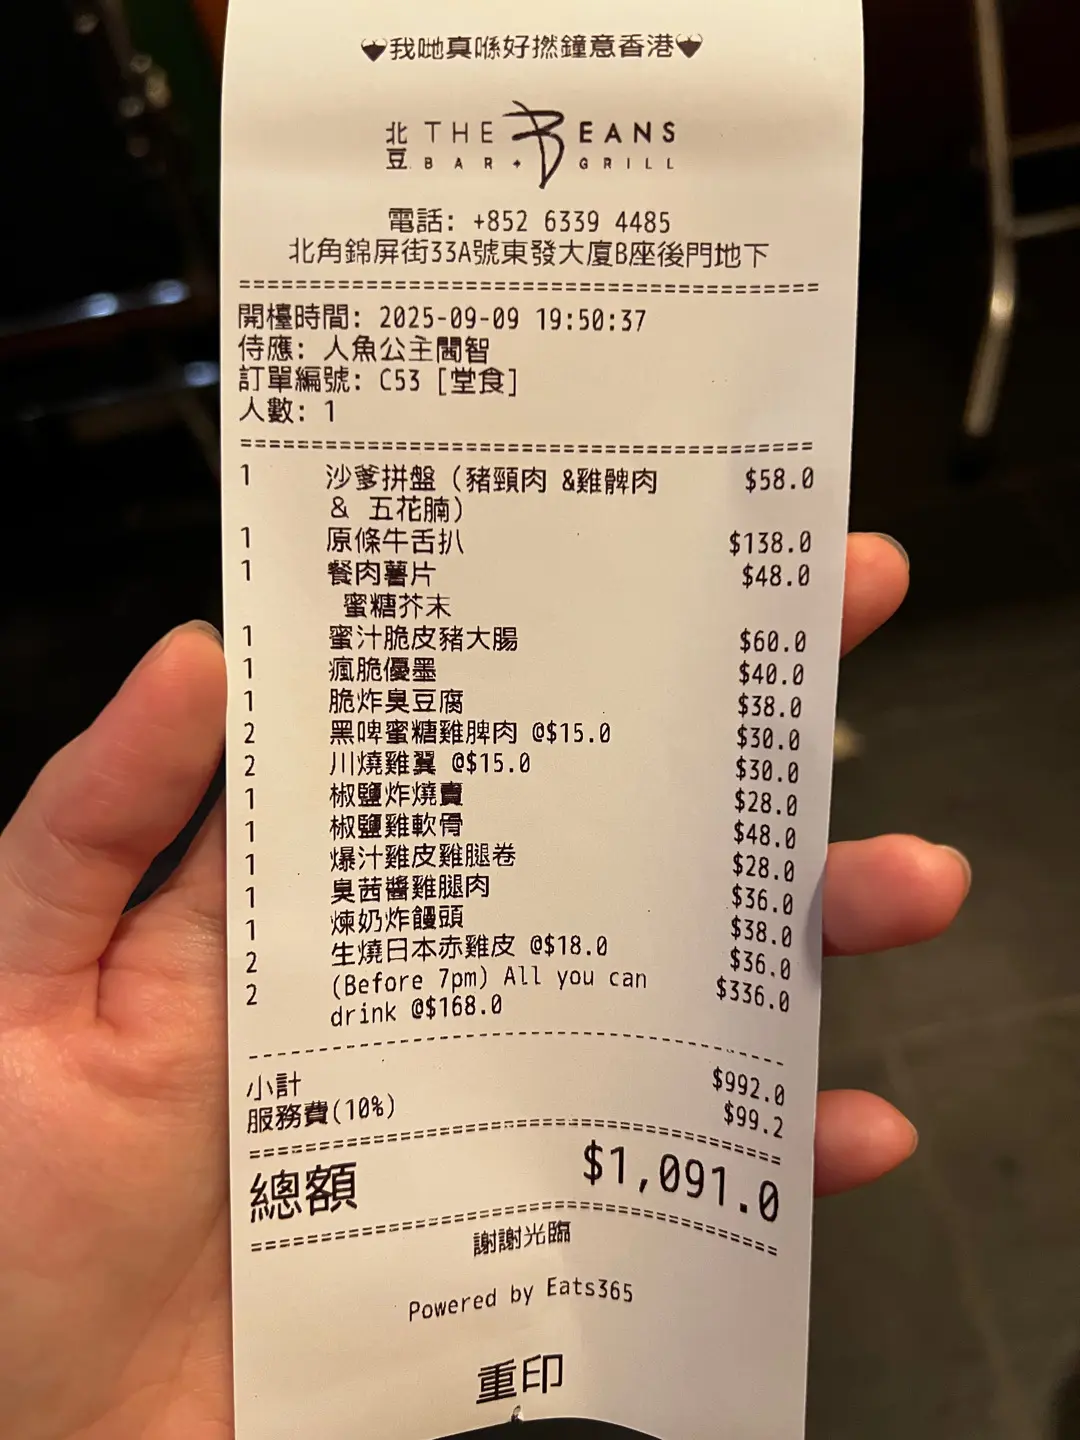 我哋真喺好撚鐘意香港
北豆 THE BEANS
BAR + GRILL
電話: +852 6339 4485
北角錦屏街33A號東發大廈B座後門地下
開檯時間: 2025-09-09 19:50:37
侍應: 人魚公主閪智
訂單編號: C53 [堂食]
人數: 1
1 沙爹拼盤 (豬頸肉 &雞髀肉 $58.0
& 五花腩)
1 原條牛舌扒 $138.0
1 餐肉薯片 $48.0
蜜糖芥末
1 蜜汁脆皮豬大腸 $60.0
1 瘋脆優墨 $40.0
1 脆炸臭豆腐 $38.0
2 黑啤蜜糖雞脾肉 @$15.0 $30.0
2 川燒雞翼 @$15.0 $30.0
1 椒鹽炸燒賣 $28.0
1 椒鹽雞軟骨 $48.0
1 爆汁雞皮雞腿卷 $28.0
1 臭茜醬雞腿肉 $36.0
1 煉奶炸饅頭 $38.0
2 生燒日本赤雞皮 @$18.0 $36.0
2 (Before 7pm) All you can $336.0
drink @$168.0
小計 $992.0
服務費(10%) $99.2
總額 $1,091.0
謝謝光臨
Powered by Eats365
重印